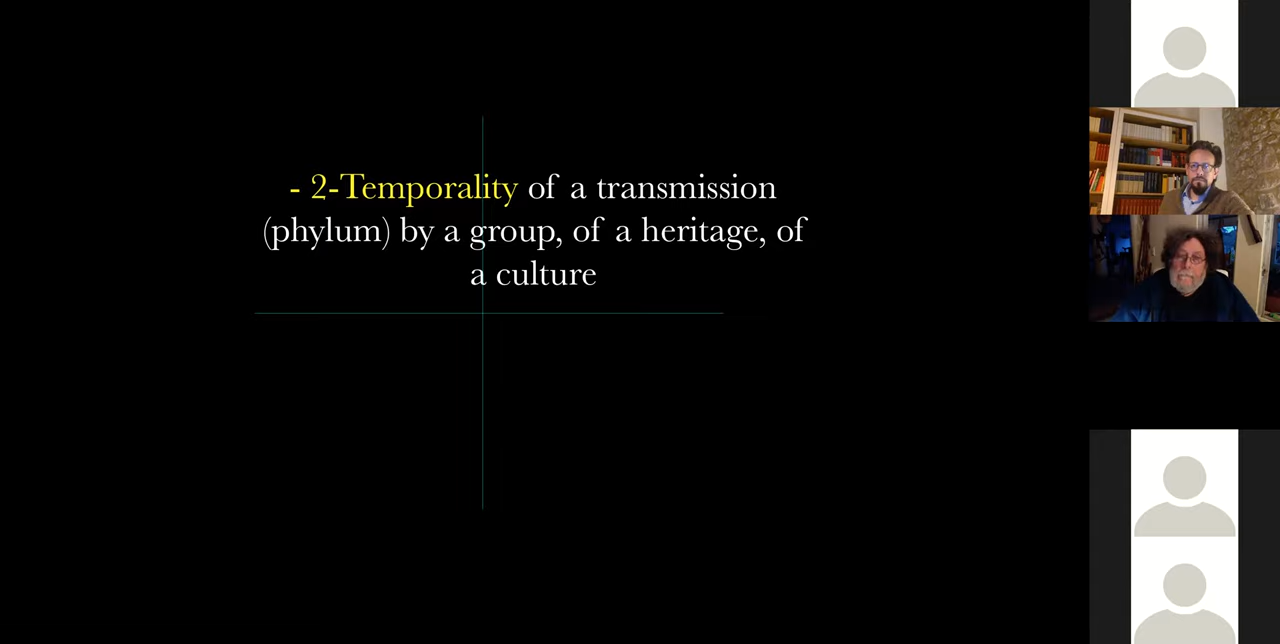 - 2-Temporality of a transmission
(phylum) by a group, of a heritage, of
a culture